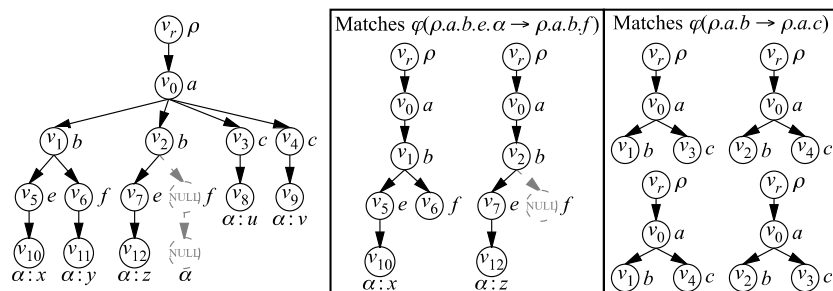 Matches φ(ρ.a.b.e.α → ρ.a.b.f)
Matches φ(ρ.a.b → ρ.a.c)
v_r ρ
v_0 a
v_1 b
v_2 b
v_3 c
v_4 c
v_5 e
v_6 f
v_7 e
NULL f
v_8
α:u
v_9
α:v
v_10
α:x
v_11
α:y
v_12
α:z
NULL
α
v_r ρ
v_0 a
v_1 b
v_5 e
v_6 f
v_10
α:x
v_r ρ
v_0 a
v_2 b
v_7 e
NULL f
v_12
α:z
v_r ρ
v_0 a
v_1 b v_3 c
v_r ρ
v_0 a
v_2 b v_4 c
v_r ρ
v_0 a
v_1 b v_4 c
v_r ρ
v_0 a
v_2 b v_3 c